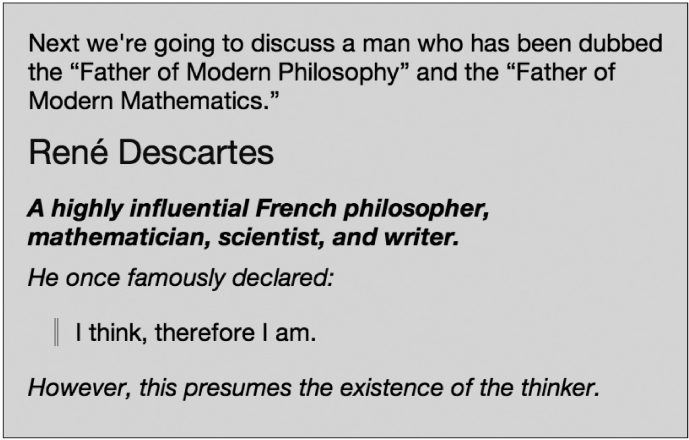 Next we're going to discuss a man who has been dubbed
the “Father of Modern Philosophy” and the “Father of
Modern Mathematics.”
René Descartes
A highly influential French philosopher,
mathematician, scientist, and writer.
He once famously declared:
I think, therefore I am.
However, this presumes the existence of the thinker.